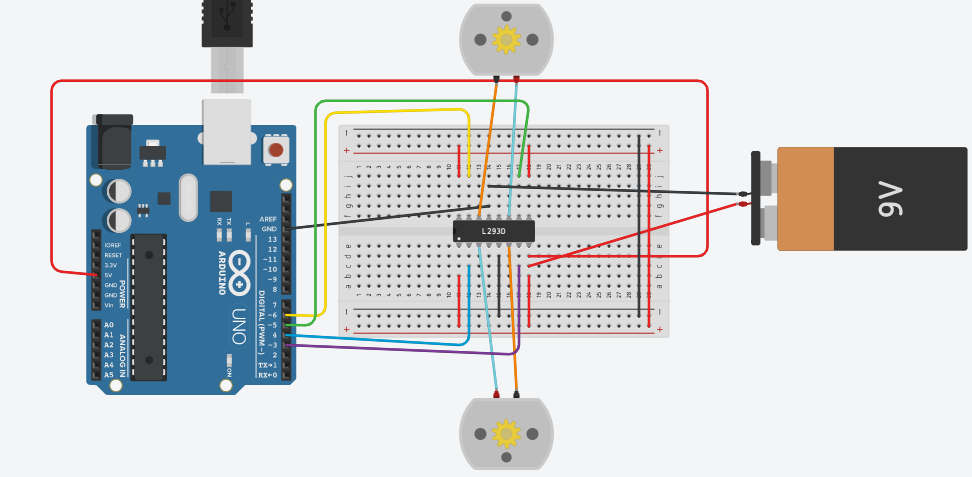 AREF
GND
13
12
~11
~10
~9
8
7
~6
~5
4
~3
2
TX→1
RX←0
DIGITAL (PWM~)
L
TX
RX
ARDUINO
UNO
ON
IOREF
RESET
3.3V
5V
GND
GND
Vin
POWER
A0
A1
A2
A3
A4
A5
ANALOG IN
L293D
9V